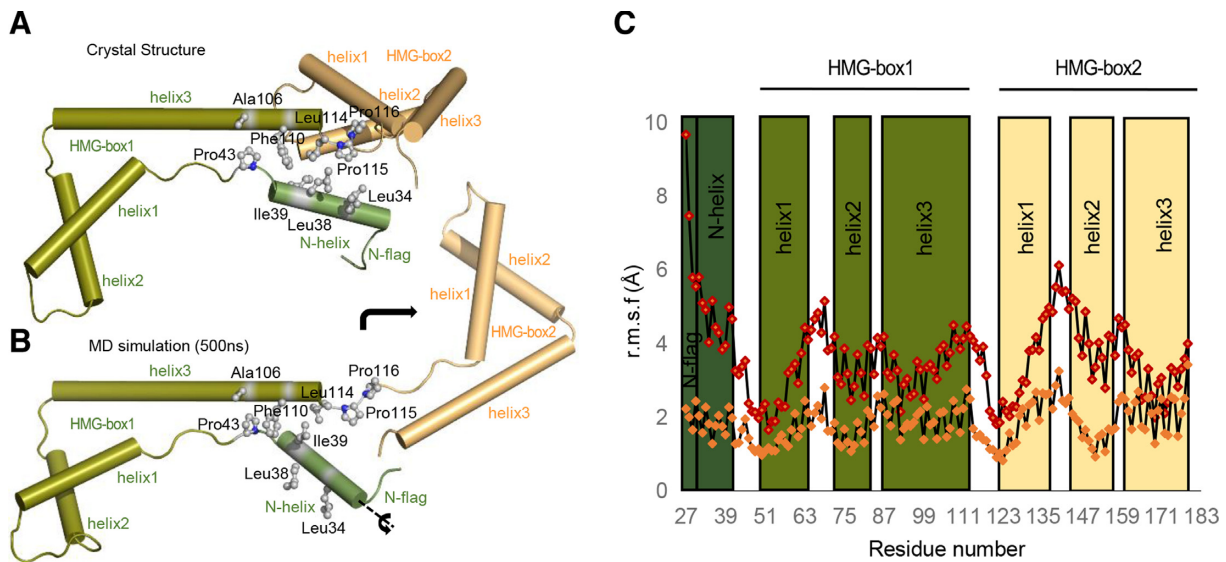 A
Crystal Structure
helix1
HMG-box2
helix3
Ala106
helix2
Leu114
Pro116
helix3
Phe110
HMG-box1
Pro43
Pro115
Leu34
helix1
Ile39
Leu38
N-helix
N-flag
helix2
helix2
helix1
HMG-box2
B
MD simulation (500ns)
Pro116
Ala106
helix3
Leu114
Pro115
Phe110
HMG-box1
Pro43
Ile39
helix3
helix1
Leu38
N-flag
N-helix
helix2
Leu34
C
HMG-box1
HMG-box2
10
8
6
4
2
0
r.m.s.f (Å)
N-flag
N-helix
helix1
helix2
helix3
helix1
helix2
helix3
27 39 51 63 75 87 99 111 123 135 147 159 171 183
Residue number